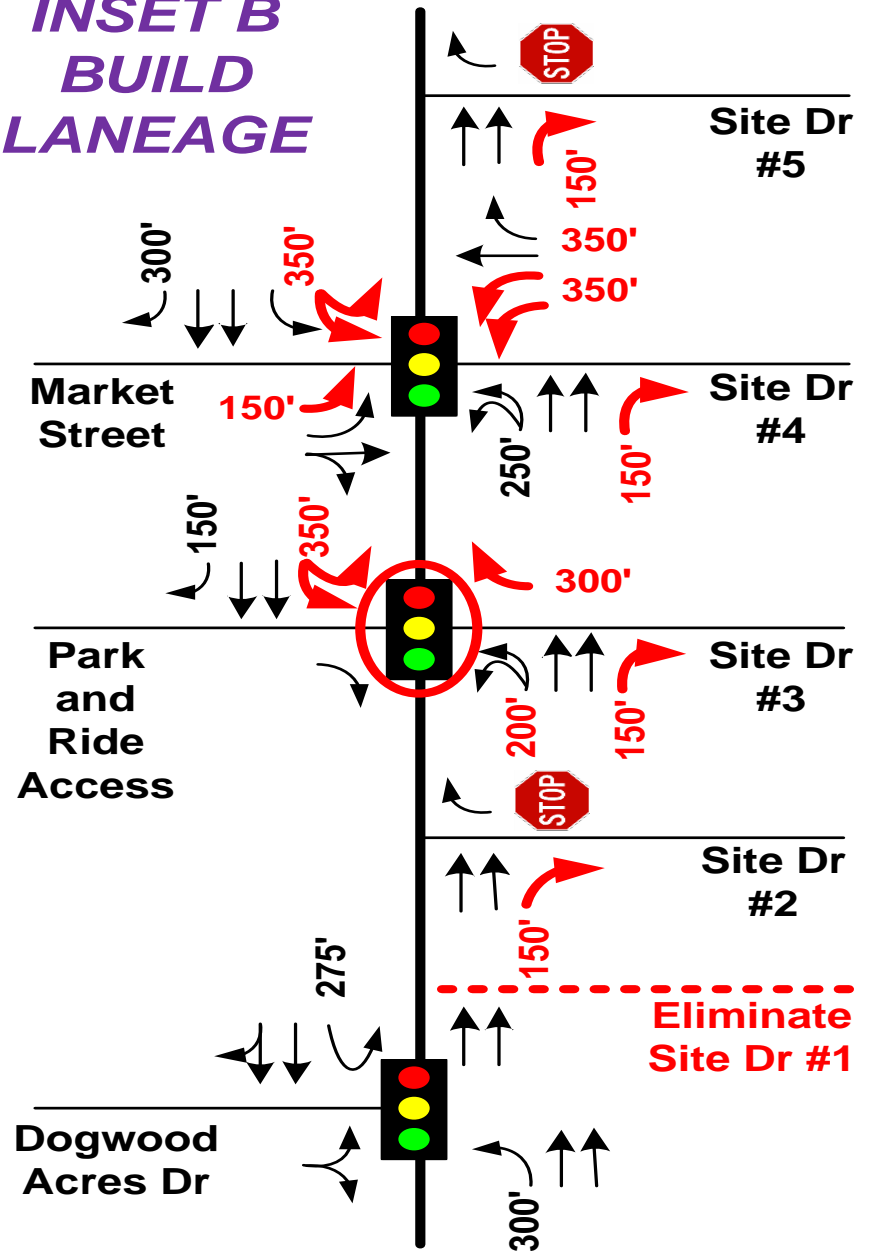 INSET B
BUILD
LANEAGE
STOP
Site Dr
#5
150'
300'
350'
350'
350'
Market
Street
150'
250'
150'
Site Dr
#4
150'
350'
300'
Park
and
Ride
Access
200'
150'
Site Dr
#3
STOP
Site Dr
#2
150'
275'
Eliminate
Site Dr #1
Dogwood
Acres Dr
300'